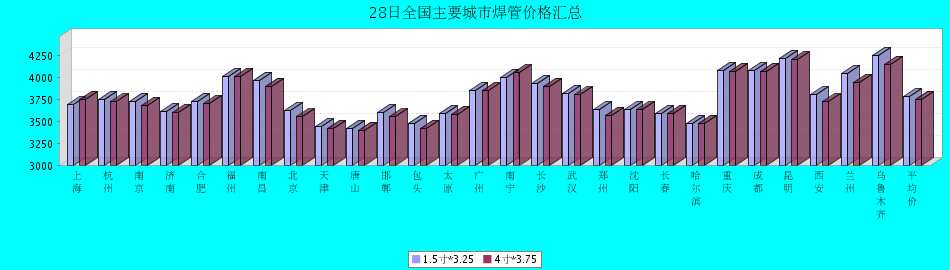 28日全国主要城市焊管价格汇总
4250
4000
3750
3500
3250
3000
上海 杭州 南京 济南 合肥 福州 南昌 北京 天津 唐山 邯郸 包头 太原 广州 南宁 长沙 武汉 郑州 沈阳 长春 哈尔滨 重庆 成都 昆明 西安 兰州 乌鲁木齐 平均价
1.5寸*3.25 4寸*3.75